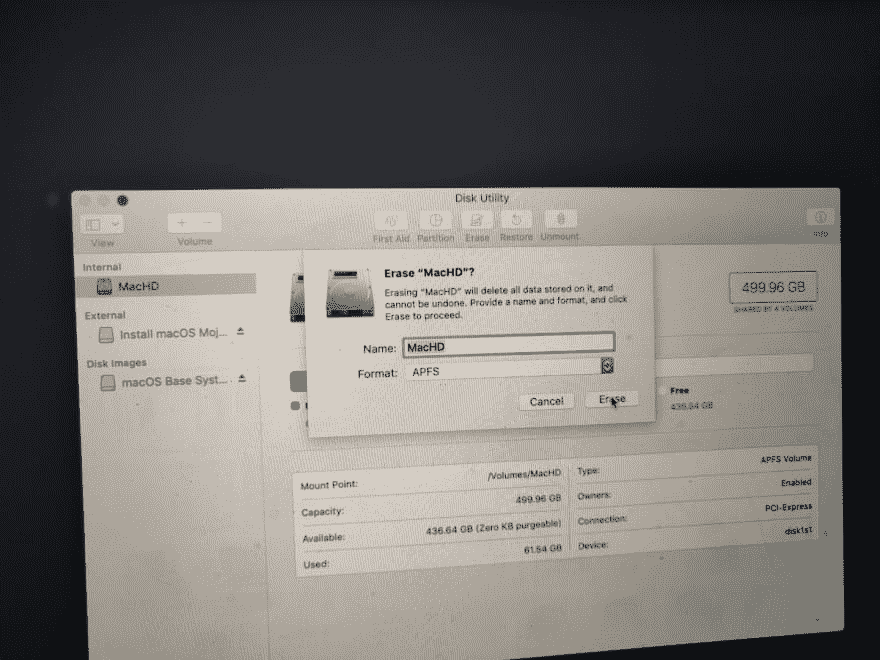 Disk Utility
View
Volume
First Aid Partition Erase Restore Unmount
Info
Internal
MacHD
External
Install macOS Moj...
Disk Images
macOS Base Syst...
Erase "MacHD"?
Erasing "MacHD" will delete all data stored on it, and
cannot be undone. Provide a name and format, and click
Erase to proceed.
Name: MacHD
Format: APFS
Cancel Erase
499.96 GB
SHARED BY 4 VOLUMES
Free
436.64 GB
Mount Point: /Volumes/MacHD
Capacity: 499.96 GB
Available: 436.64 GB (Zero KB purgeable)
Used: 61.54 GB
Type: APFS Volume
Owners: Enabled
Connection: PCI-Express
Device: disk1s1